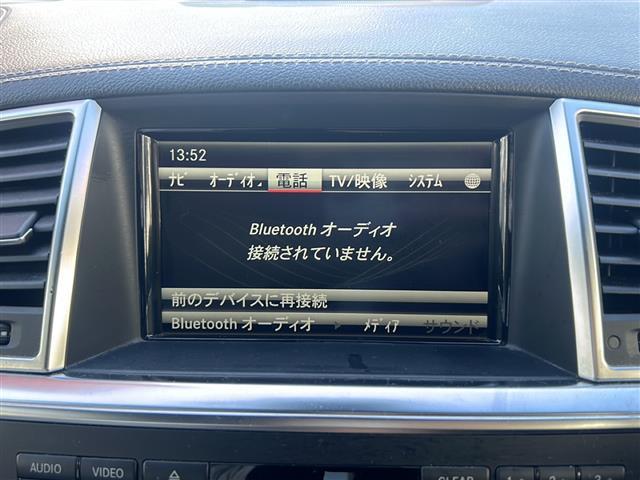 13:52
ナビ オーディオ 電話 TV/映像 システム
Bluetooth オーディオ
接続されていません。
前のデバイスに再接続
Bluetooth オーディオ メディア サウンド
AUDIO VIDEO CLEAR 1 2 3